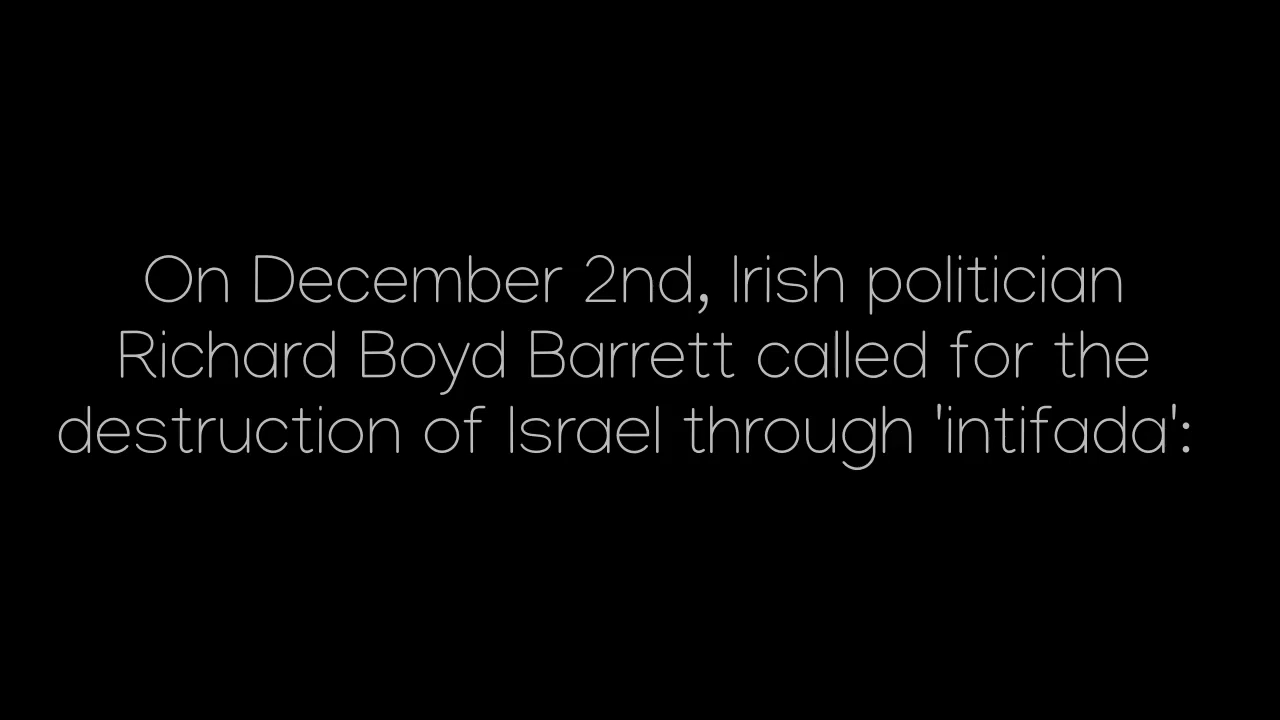 On December 2nd, Irish politician
Richard Boyd Barrett called for the
destruction of Israel through 'intifada':